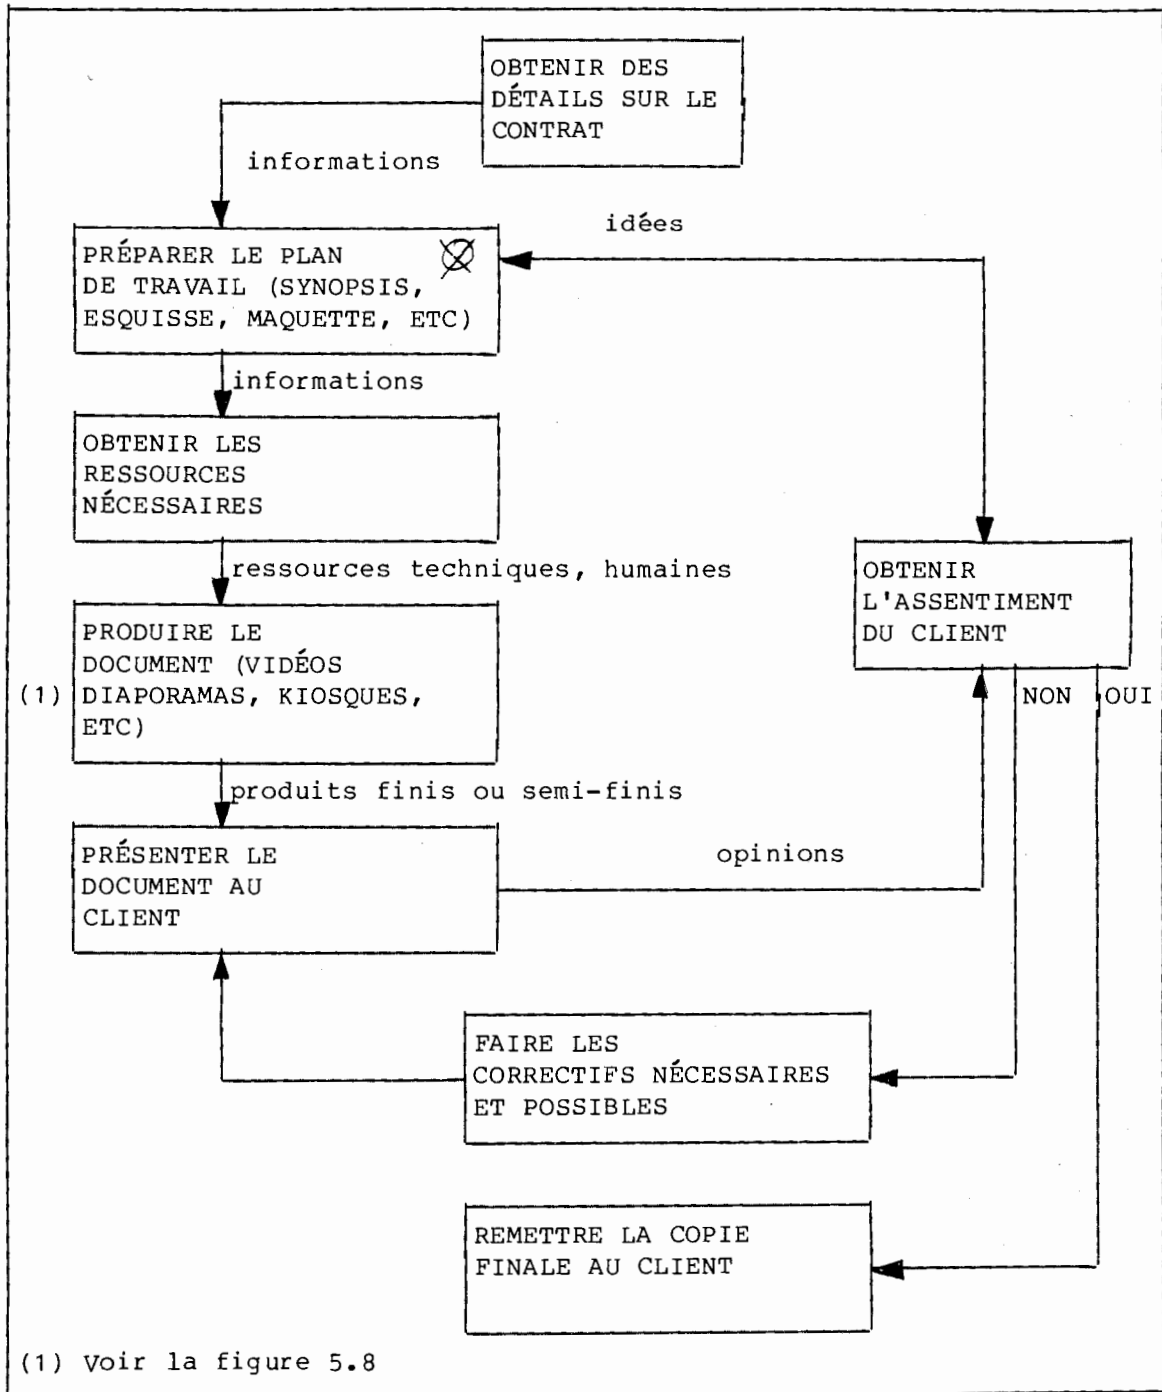 OBTENIR DES
DÉTAILS SUR LE
CONTRAT
informations
idées
PRÉPARER LE PLAN
DE TRAVAIL (SYNOPSIS,
ESQUISSE, MAQUETTE, ETC)
informations
OBTENIR LES
RESSOURCES
NÉCESSAIRES
ressources techniques, humaines
OBTENIR
L'ASSENTIMENT
DU CLIENT
PRODUIRE LE
DOCUMENT (VIDÉOS
(1) DIAPORAMAS, KIOSQUES,
ETC)
NON OUI
produits finis ou semi-finis
PRÉSENTER LE
DOCUMENT AU
CLIENT
opinions
FAIRE LES
CORRECTIFS NÉCESSAIRES
ET POSSIBLES
REMETTRE LA COPIE
FINALE AU CLIENT
(1) Voir la figure 5.8